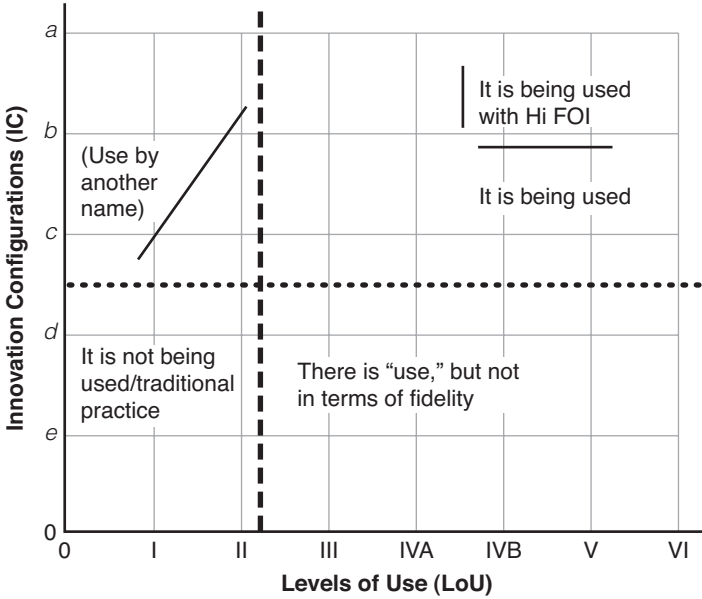 a
b
c
d
e
0
Innovation Configurations (IC)
(Use by
another
name)
It is being used
with Hi FOI
It is being used
It is not being
used/traditional
practice
There is “use,” but not
in terms of fidelity
0 I II III IVA IVB V VI
Levels of Use (LoU)